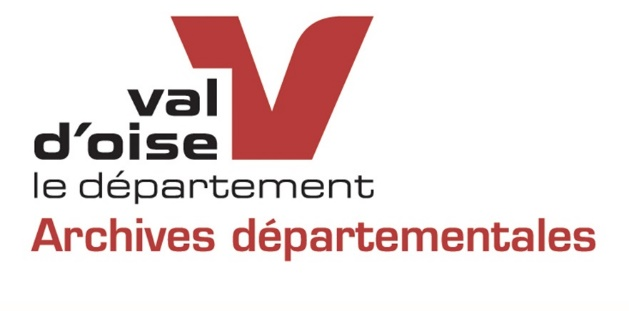 val
d'oise
le département
Archives départementales